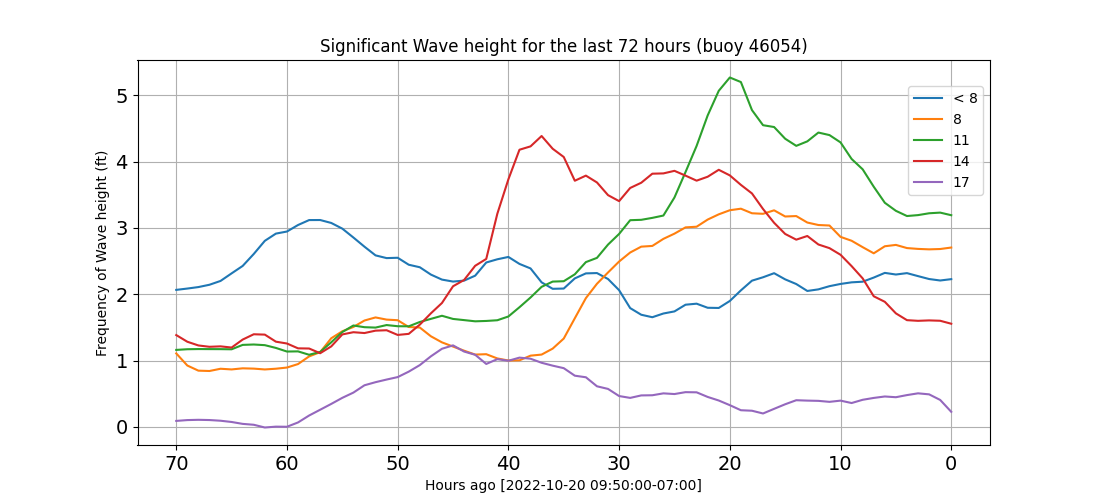 Significant Wave height for the last 72 hours (buoy 46054)
Frequency of Wave height (ft)
5
4
3
2
1
0
< 8
8
11
14
17
70 60 50 40 30 20 10 0
Hours ago [2022-10-20 09:50:00-07:00]